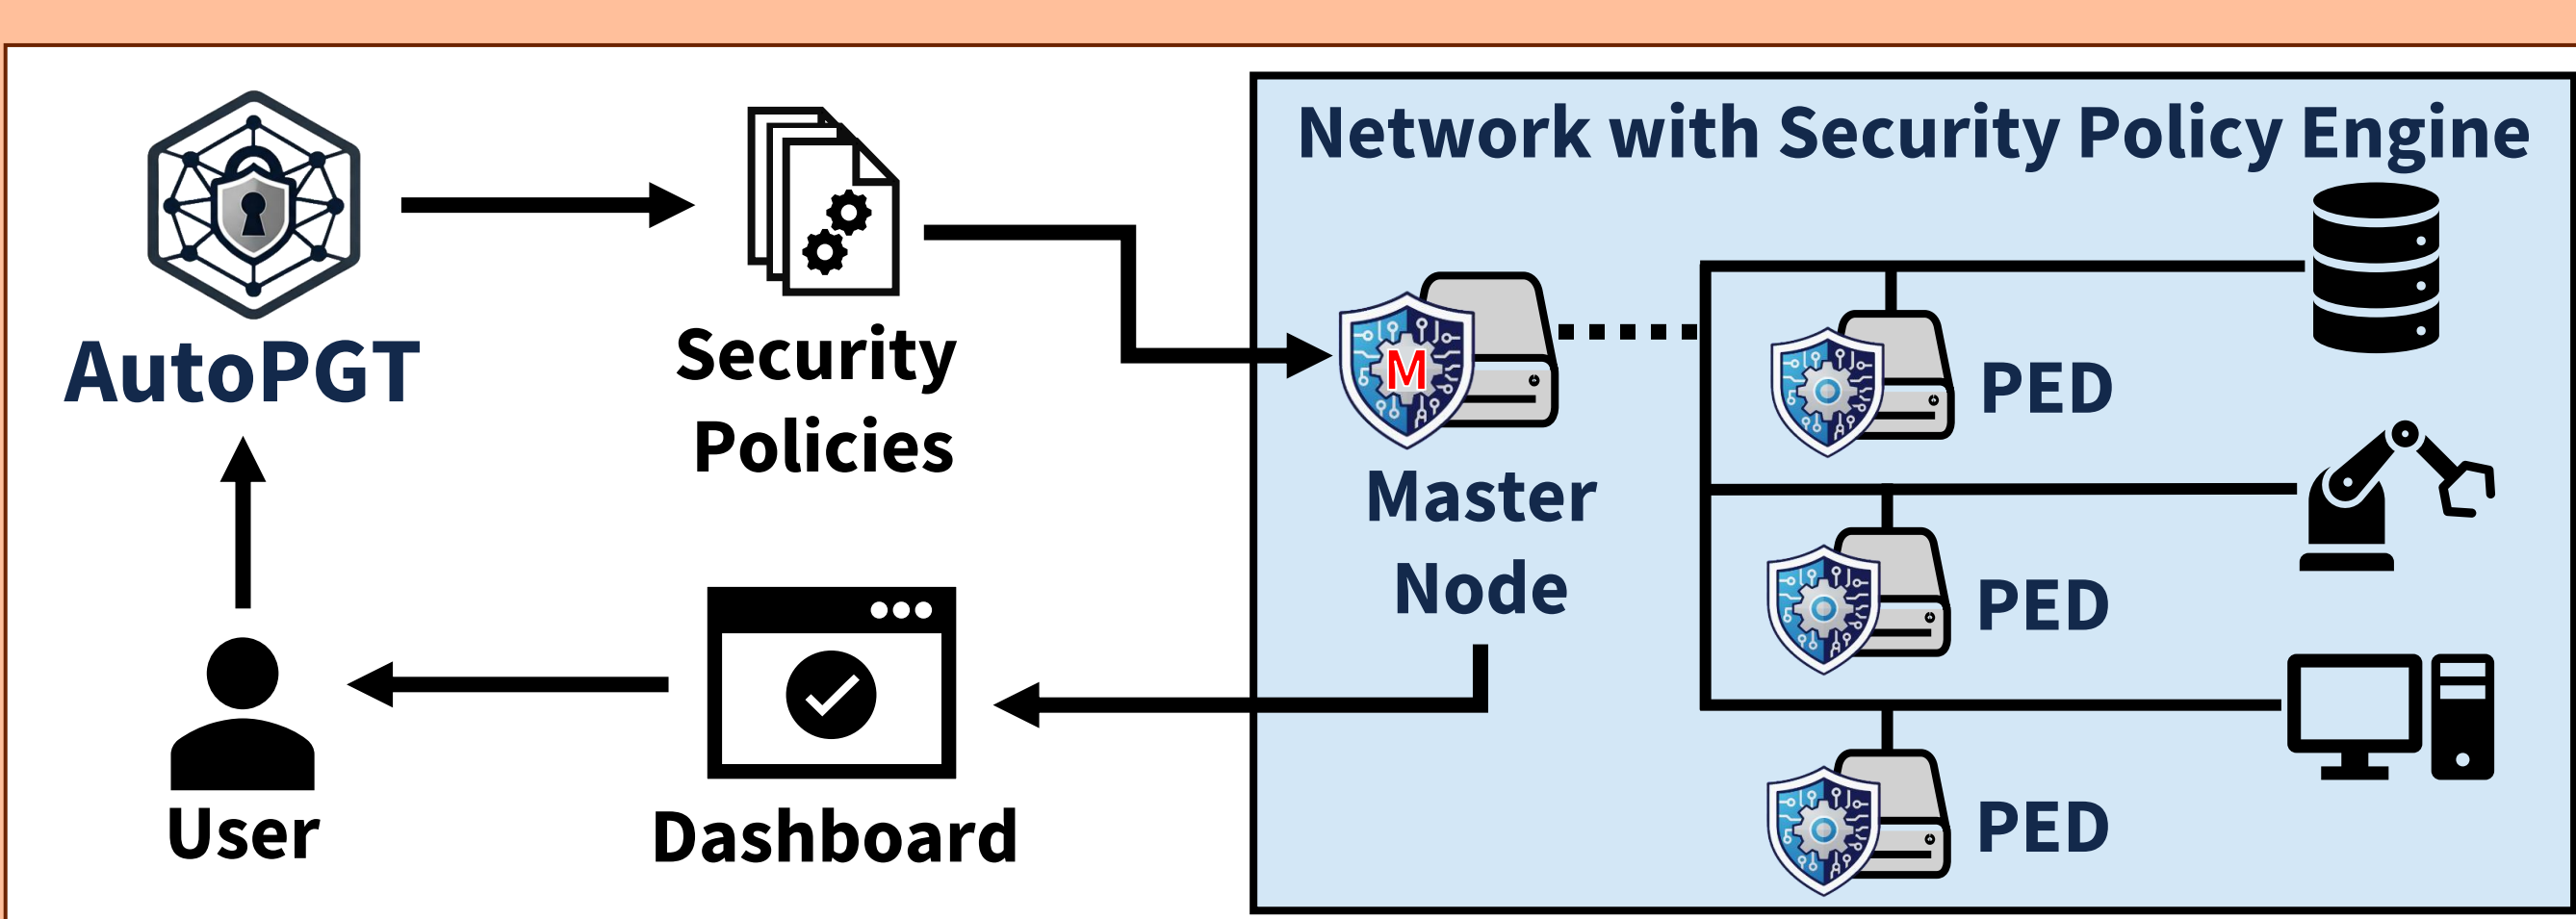 Network with Security Policy Engine
AutoPGT
Security
Policies
M
Master
Node
PED
PED
PED
User
Dashboard